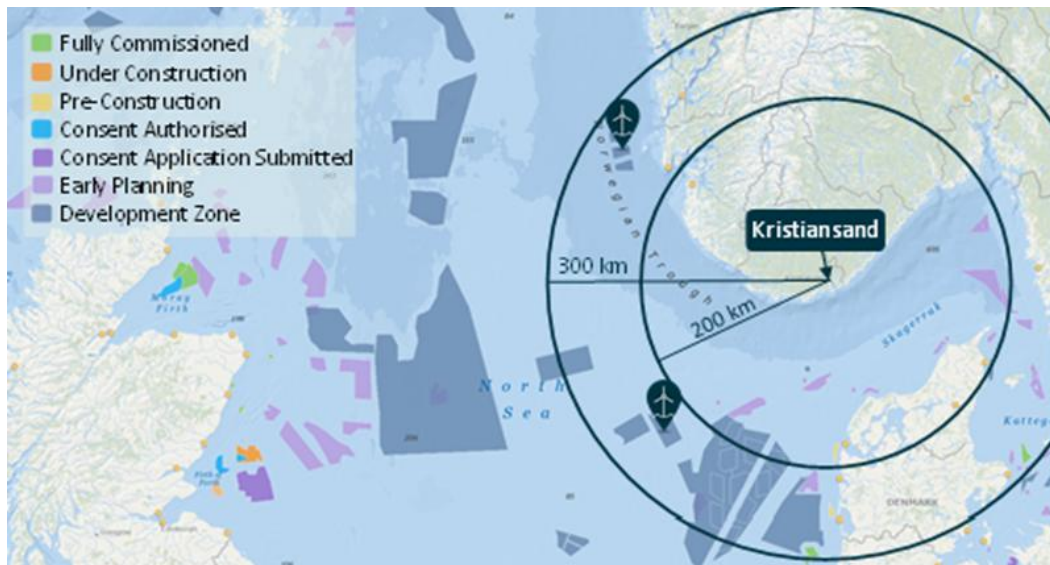 Fully Commissioned
Under Construction
Pre-Construction
Consent Authorised
Consent Application Submitted
Early Planning
Development Zone
Norwegian Trough
Kristiansand
300 km
200 km
Moray
Firth
Skagerrak
North
Sea
DENMARK